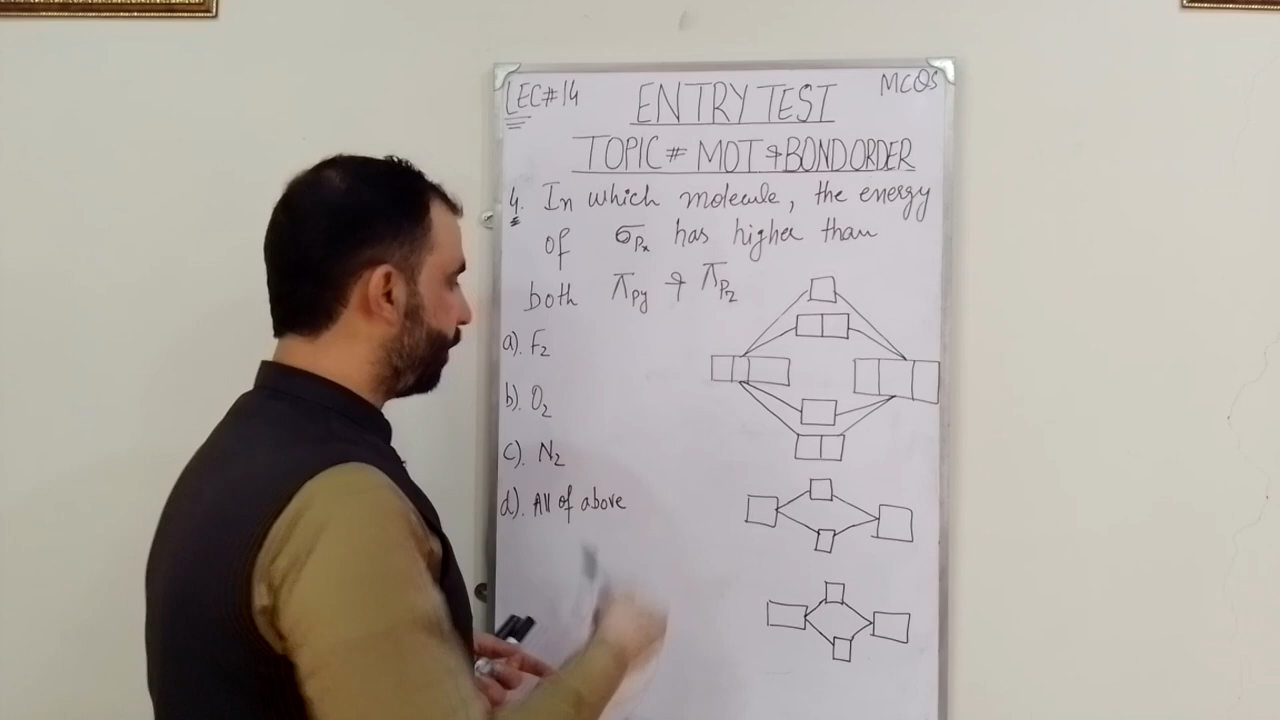 LEC#14
ENTRY TEST
MCQS
TOPIC # MOT & BOND ORDER
4. In which molecule, the energy
of σPx has higher than
both πPy & πPz
a). F2
b). O2
c). N2
d). All of above